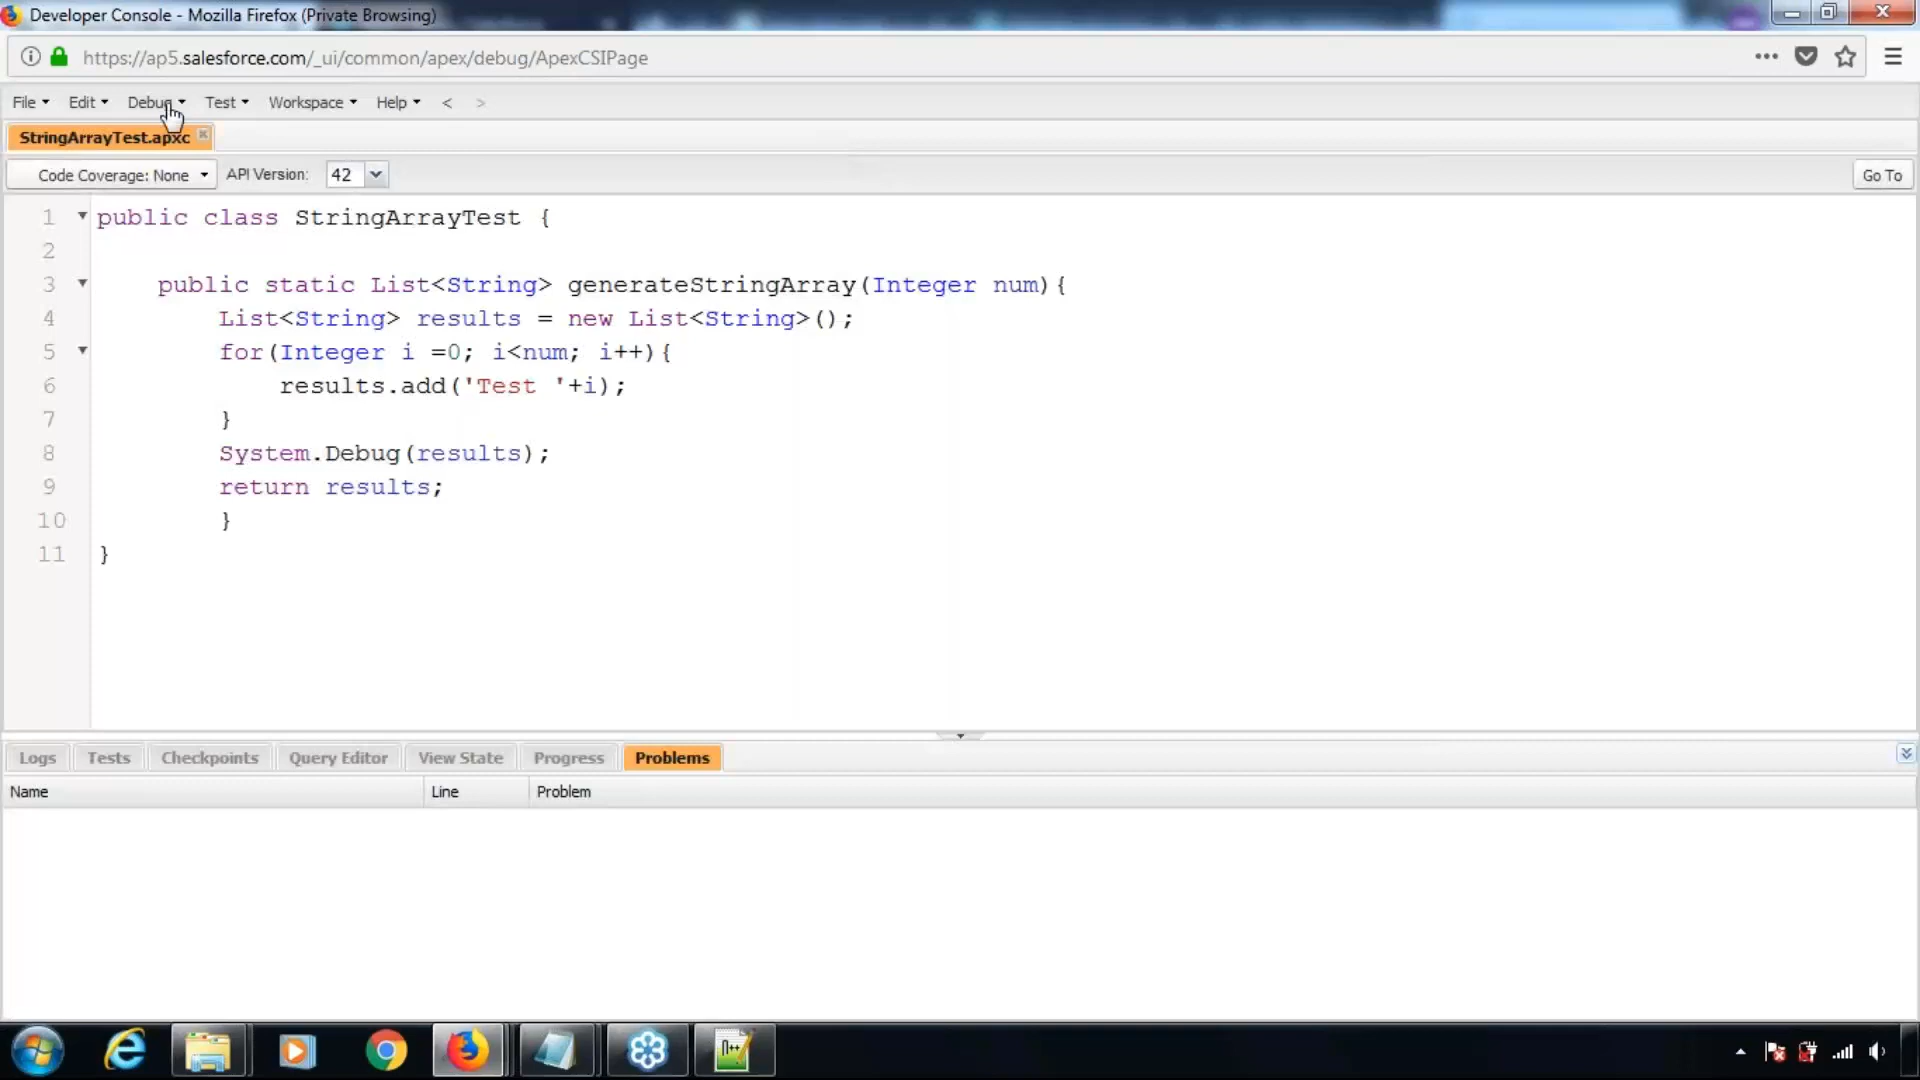 Developer Console - Mozilla Firefox (Private Browsing)
https://ap5.salesforce.com/_ui/common/apex/debug/ApexCSIPage
File Edit Debug Test Workspace Help < >
StringArrayTest.apxc
Code Coverage: None API Version: 42 Go To
1 public class StringArrayTest {
2
3 public static List<String> generateStringArray(Integer num){
4 List<String> results = new List<String>();
5 for(Integer i =0; i<num; i++){
6 results.add('Test '+i);
7 }
8 System.Debug(results);
9 return results;
10 }
11 }
Logs Tests Checkpoints Query Editor View State Progress Problems
Name Line Problem